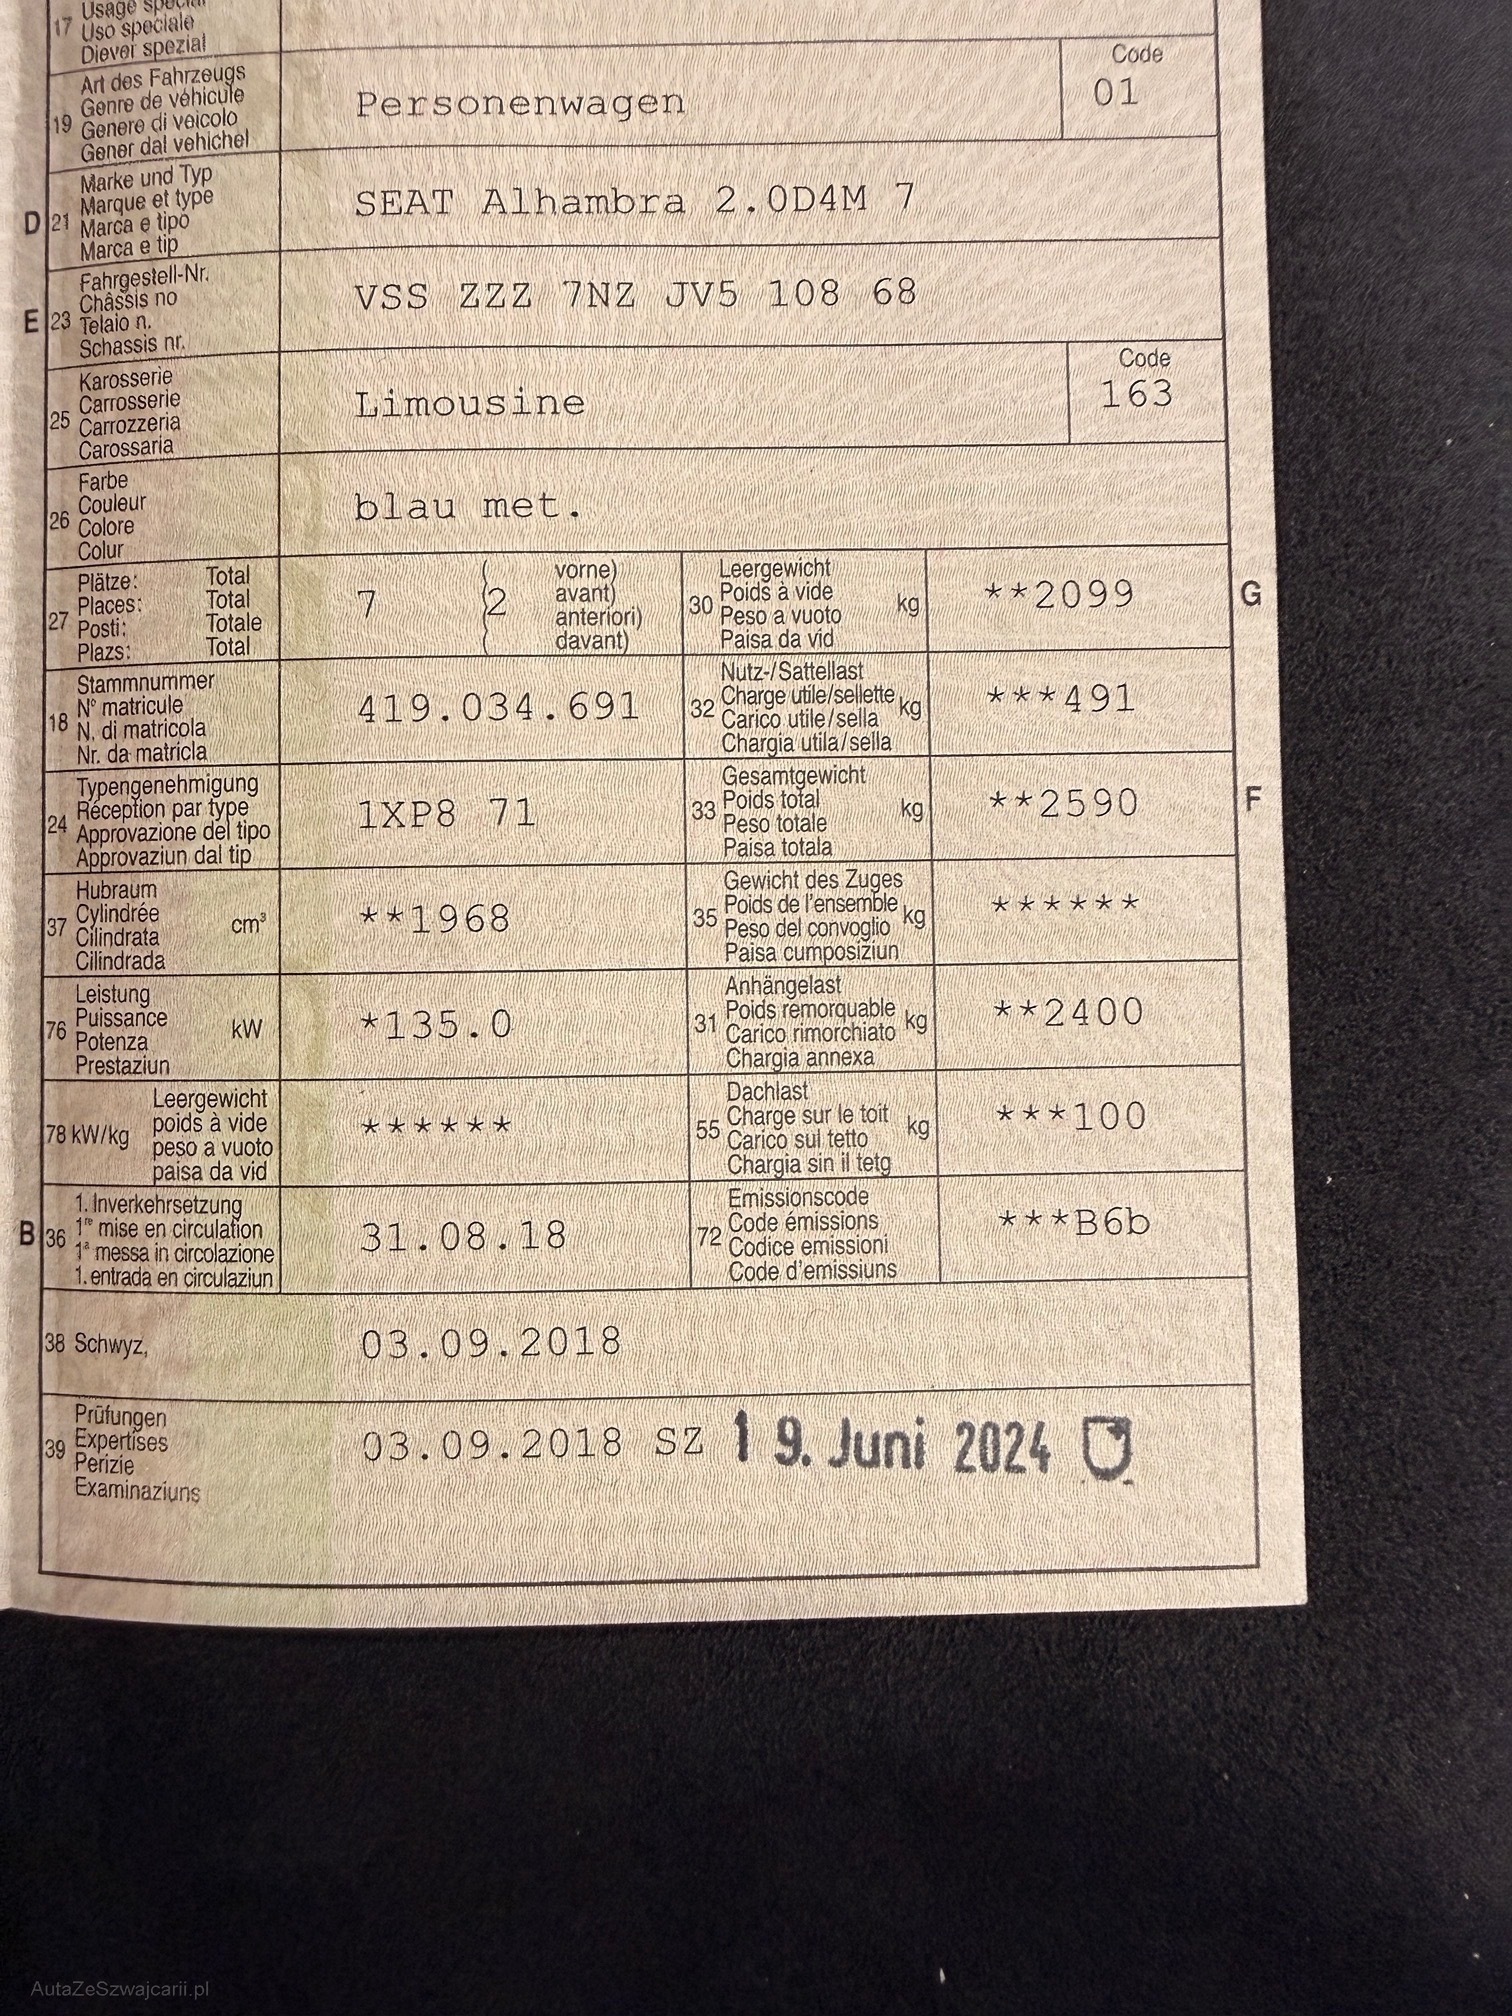 Usage spécial
17 Uso speciale
Diever spezial
Art des Fahrzeugs
Genre de véhicule
19 Genere di veicolo
Gener dal vehichel
Personenwagen
Code
01
Marke und Typ
Marque et type
D 21 Marca e tipo
Marca e tip
SEAT Alhambra 2.0D4M 7
Fahrgestell-Nr.
Châssis no
E 23 Telaio n.
Schassis nr.
VSS ZZZ 7NZ JV5 108 68
Karosserie
Carrosserie
25 Carrozzeria
Carossaria
Limousine
Code
163
Farbe
Couleur
26 Colore
Colur
blau met.
Plätze: Total
Places: Total
27 Posti: Totale
Plazs: Total
7 (2 vorne)
avant)
anteriori)
davant)
Leergewicht
30 Poids à vide kg
Peso a vuoto
Paisa da vid
**2099
G
Stammnummer
N° matricule
18 N. di matricola
Nr. da matricla
419.034.691
Nutz-/Sattellast
32 Charge utile/sellette kg
Carico utile/sella
Chargia utila/sella
***491
Typengenehmigung
Réception par type
24 Approvazione del tipo
Approvaziun dal tip
1XP8 71
Gesamtgewicht
33 Poids total kg
Peso totale
Paisa totala
**2590
F
Hubraum
37 Cylindrée cm³
Cilindrata
Cilindrada
**1968
Gewicht des Zuges
35 Poids de l'ensemble kg
Peso del convoglio
Paisa cumposiziun
******
Leistung
76 Puissance kW
Potenza
Prestaziun
*135.0
Anhängelast
31 Poids remorquable kg
Carico rimorchiato
Chargia annexa
**2400
Leergewicht
78 kW/kg poids à vide
peso a vuoto
paisa da vid
******
Dachlast
55 Charge sur le toit kg
Carico sul tetto
Chargia sin il tetg
***100
1. Inverkehrsetzung
B 36 1re mise en circulation
1a messa in circolazione
1. entrada en circulaziun
31.08.18
Emissionscode
72 Code émissions
Codice emissioni
Code d'emissiuns
***B6b
38 Schwyz,
03.09.2018
Prüfungen
39 Expertises
Perizie
Examinaziuns
03.09.2018 SZ 19. Juni 2024
AutaZeSzwajcarii.pl